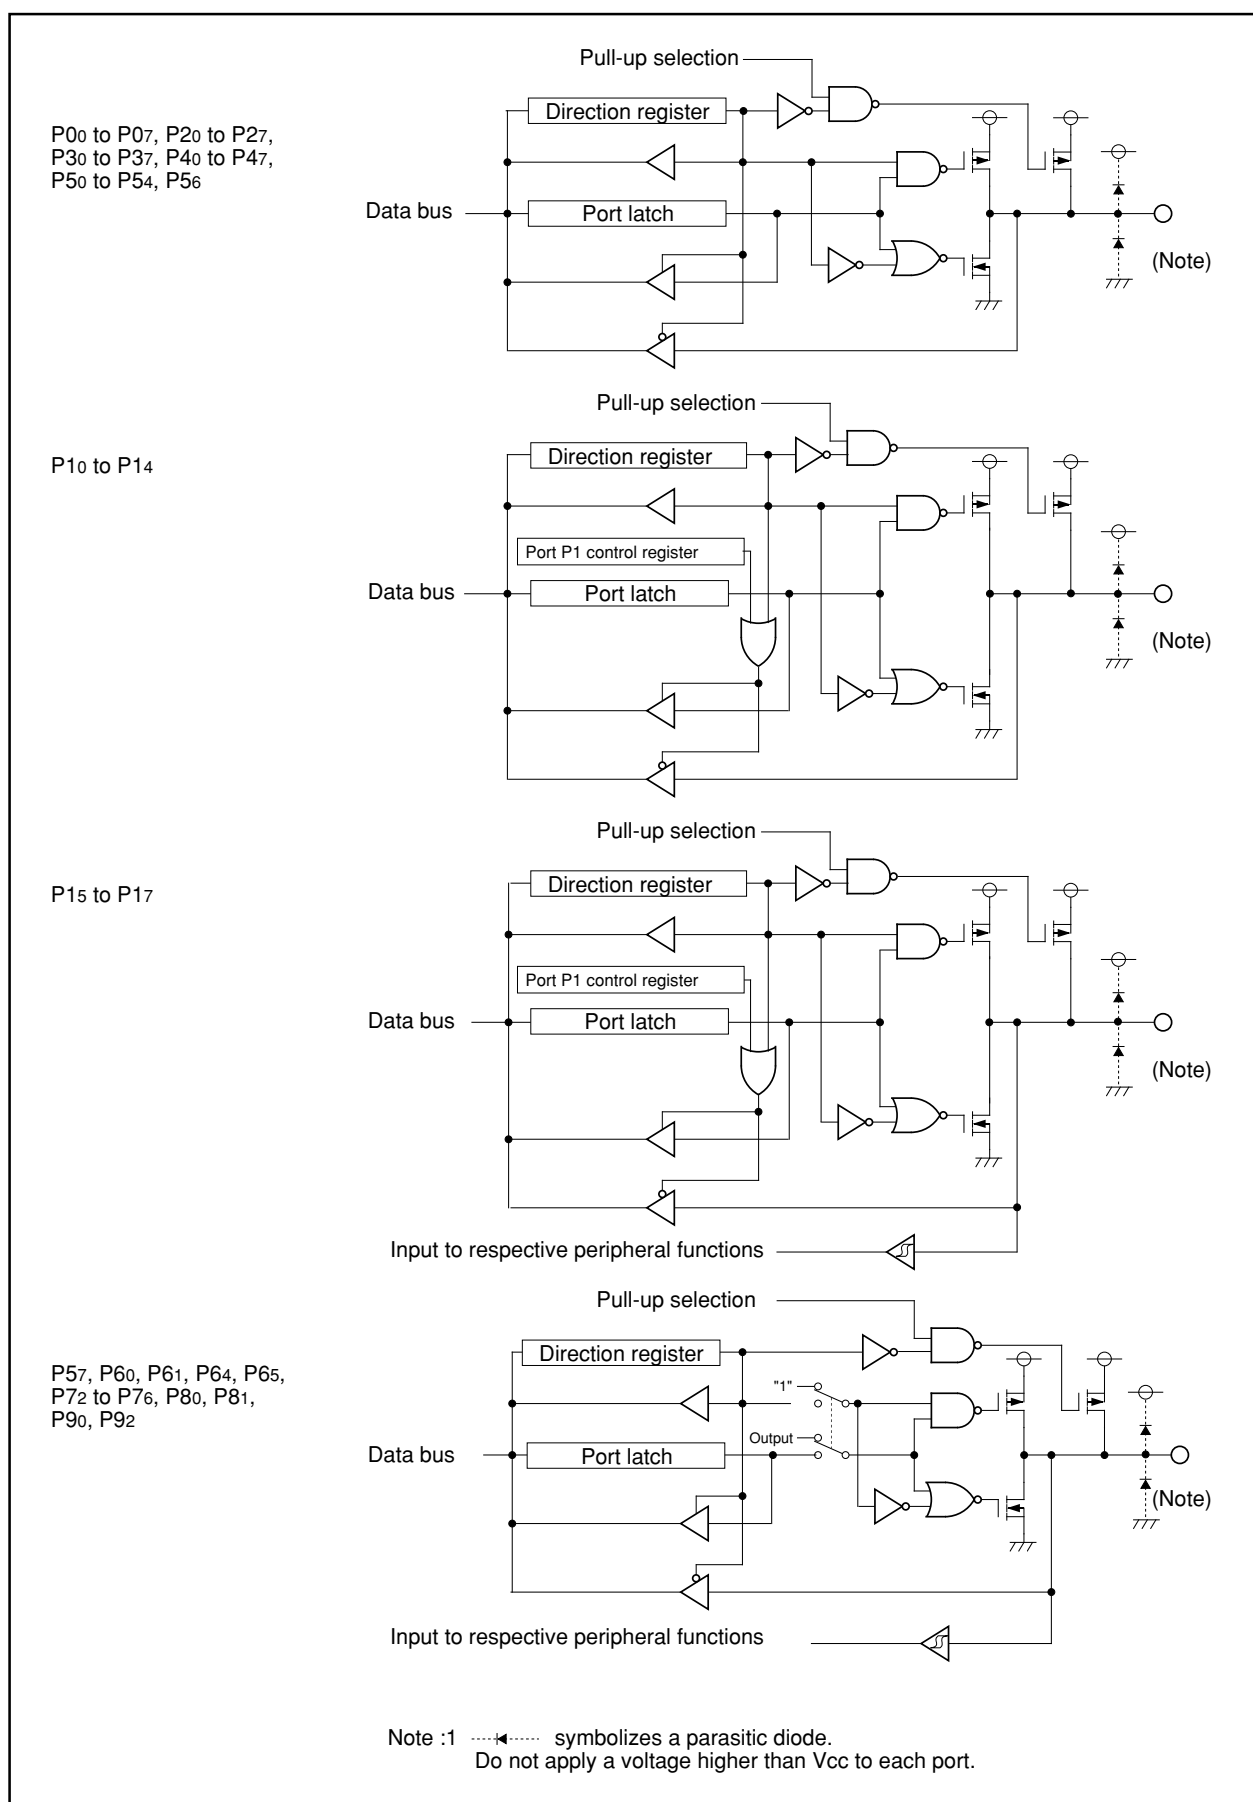 Pull-up selection
Direction register
P00 to P07, P20 to P27,
P30 to P37, P40 to P47,
P50 to P54, P56
Data bus
Port latch
(Note)
Pull-up selection
P10 to P14
Direction register
Port P1 control register
Data bus
Port latch
(Note)
Pull-up selection
P15 to P17
Direction register
Port P1 control register
Data bus
Port latch
(Note)
Input to respective peripheral functions
Pull-up selection
Direction register
P57, P60, P61, P64, P65,
P72 to P76, P80, P81,
P90, P92
"1"
Output
Data bus
Port latch
(Note)
Input to respective peripheral functions
Note :1 symbolizes a parasitic diode.
Do not apply a voltage higher than Vcc to each port.